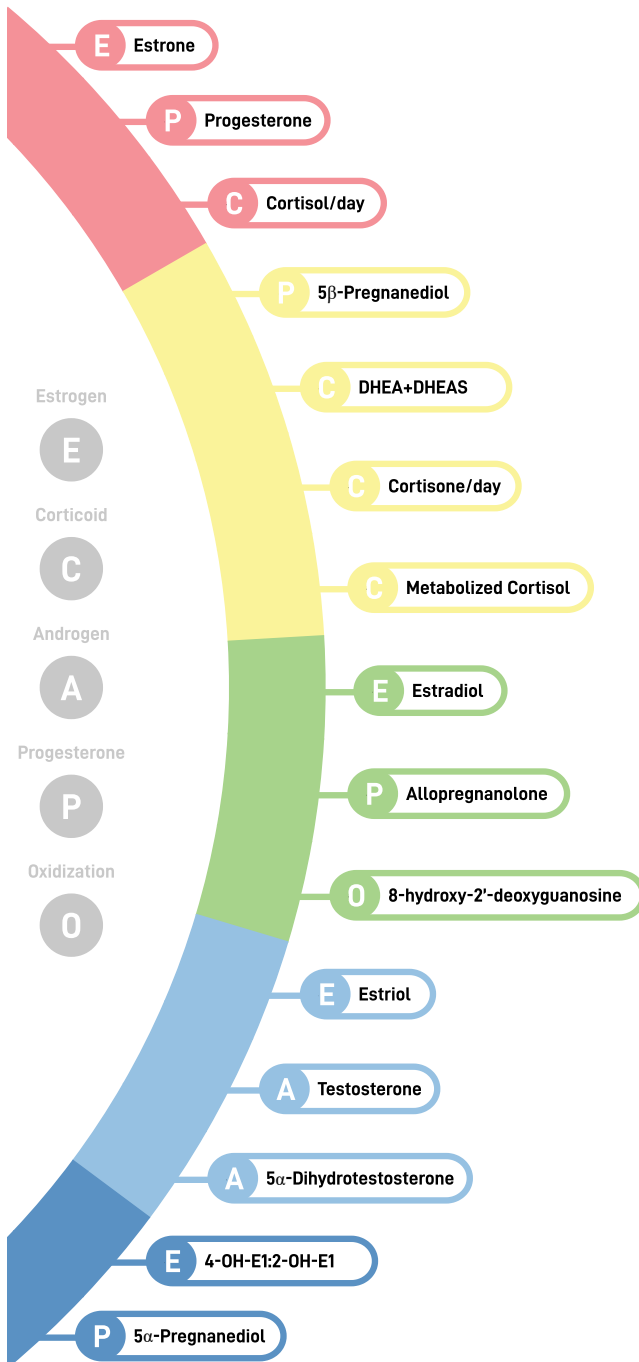 E Estrone
P Progesterone
C Cortisol/day
P 5β-Pregnanediol
C DHEA+DHEAS
Estrogen
E
C Cortisone/day
Corticoid
C
C Metabolized Cortisol
Androgen
A
E Estradiol
Progesterone
P
P Allopregnanolone
Oxidization
O
O 8-hydroxy-2’-deoxyguanosine
E Estriol
A Testosterone
A 5α-Dihydrotestosterone
E 4-OH-E1:2-OH-E1
P 5α-Pregnanediol